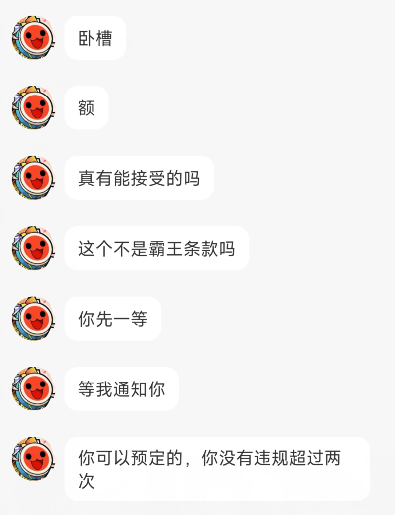 卧槽
额
真有能接受的吗
这个不是霸王条款吗
你先一等
等我通知你
你可以预定的，你没有违规超过两
次